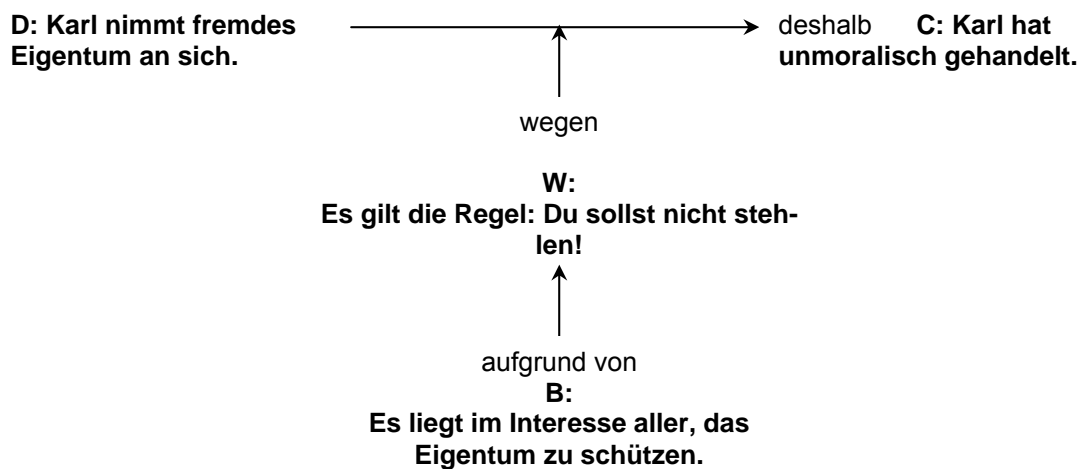 D: Karl nimmt fremdes
Eigentum an sich.
deshalb C: Karl hat
unmoralisch gehandelt.
wegen
W:
Es gilt die Regel: Du sollst nicht steh-
len!
aufgrund von
B:
Es liegt im Interesse aller, das
Eigentum zu schützen.